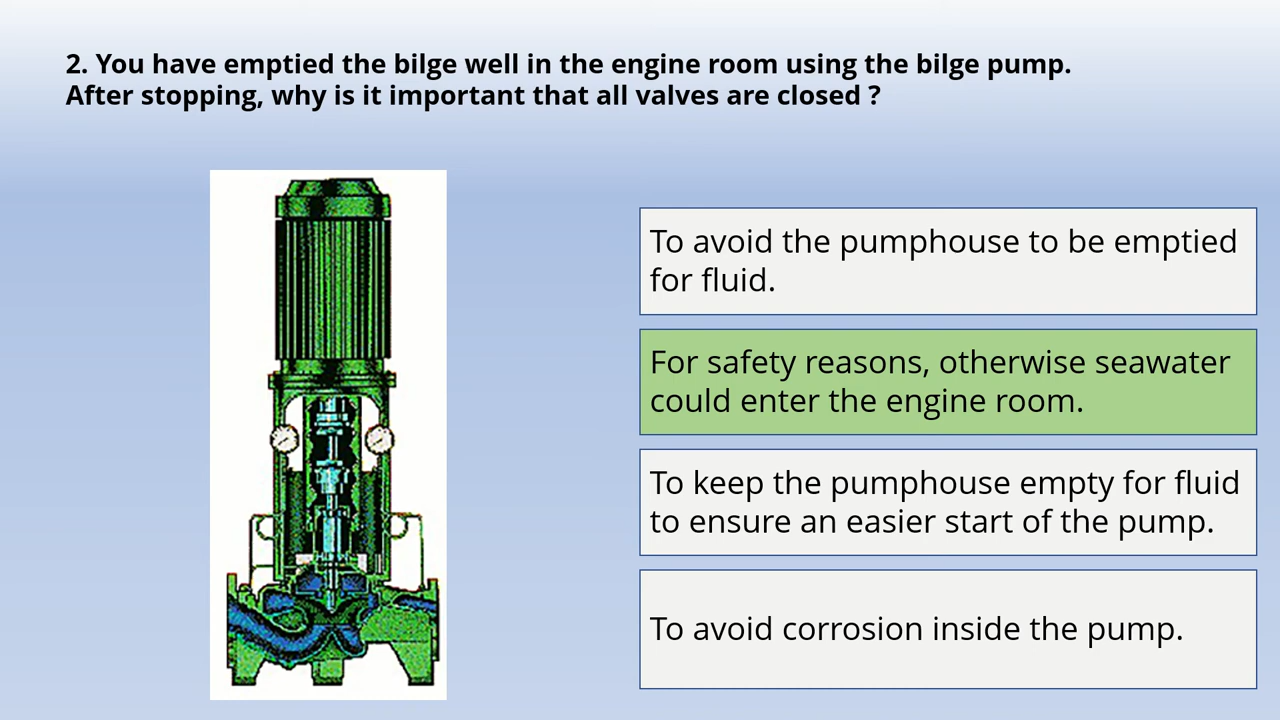 2. You have emptied the bilge well in the engine room using the bilge pump.
After stopping, why is it important that all valves are closed ?
To avoid the pumphouse to be emptied
for fluid.
For safety reasons, otherwise seawater
could enter the engine room.
To keep the pumphouse empty for fluid
to ensure an easier start of the pump.
To avoid corrosion inside the pump.